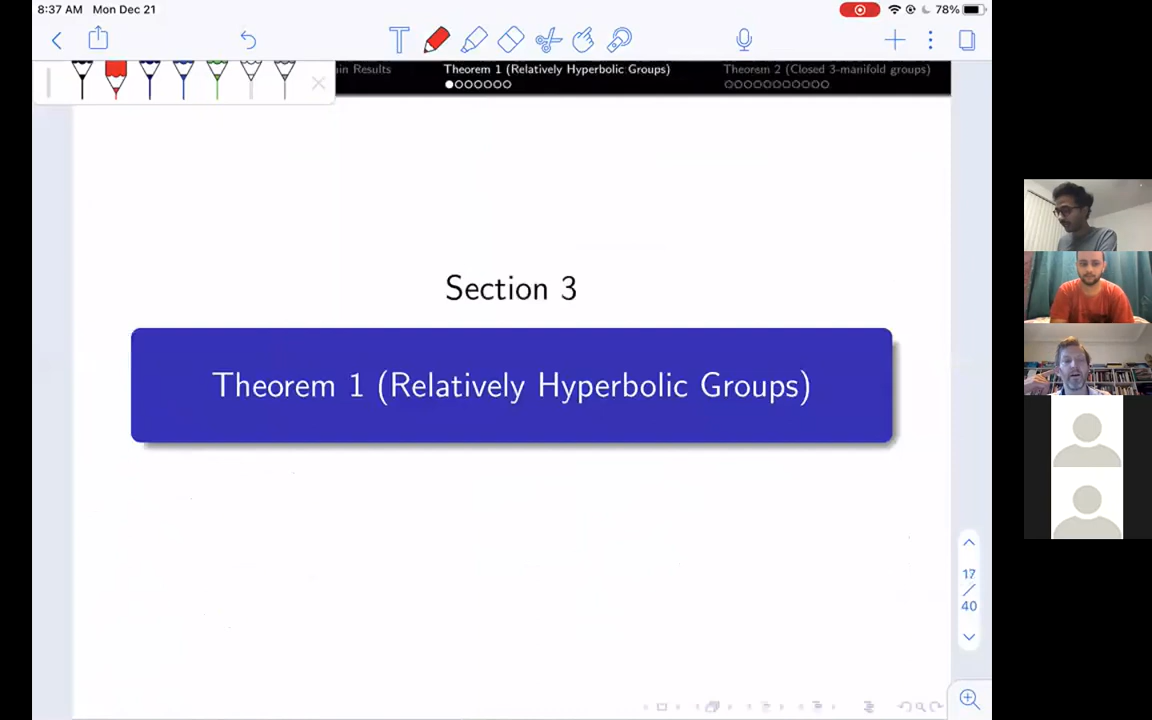 8:37 AM Mon Dec 21
78%
T
ain Results
Theorem 1 (Relatively Hyperbolic Groups)
Theorem 2 (Closed 3-manifold groups)
Section 3
Theorem 1 (Relatively Hyperbolic Groups)
17
/
40